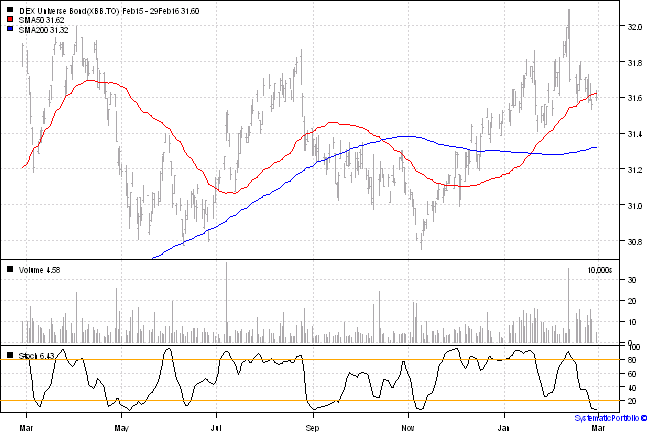 DEX Universe Bond(XBB.TO) Feb15 - 29Feb16 31.60
SMA50 31.62
SMA200 31.32
32.0
31.8
31.6
31.4
31.2
31.0
30.8
Volume 4.58
10,000s
30
20
10
0
Stoch 6.43
100
80
60
40
20
Mar
May
Jul
Sep
Nov
Jan
Mar
SystematicPortfolio ©